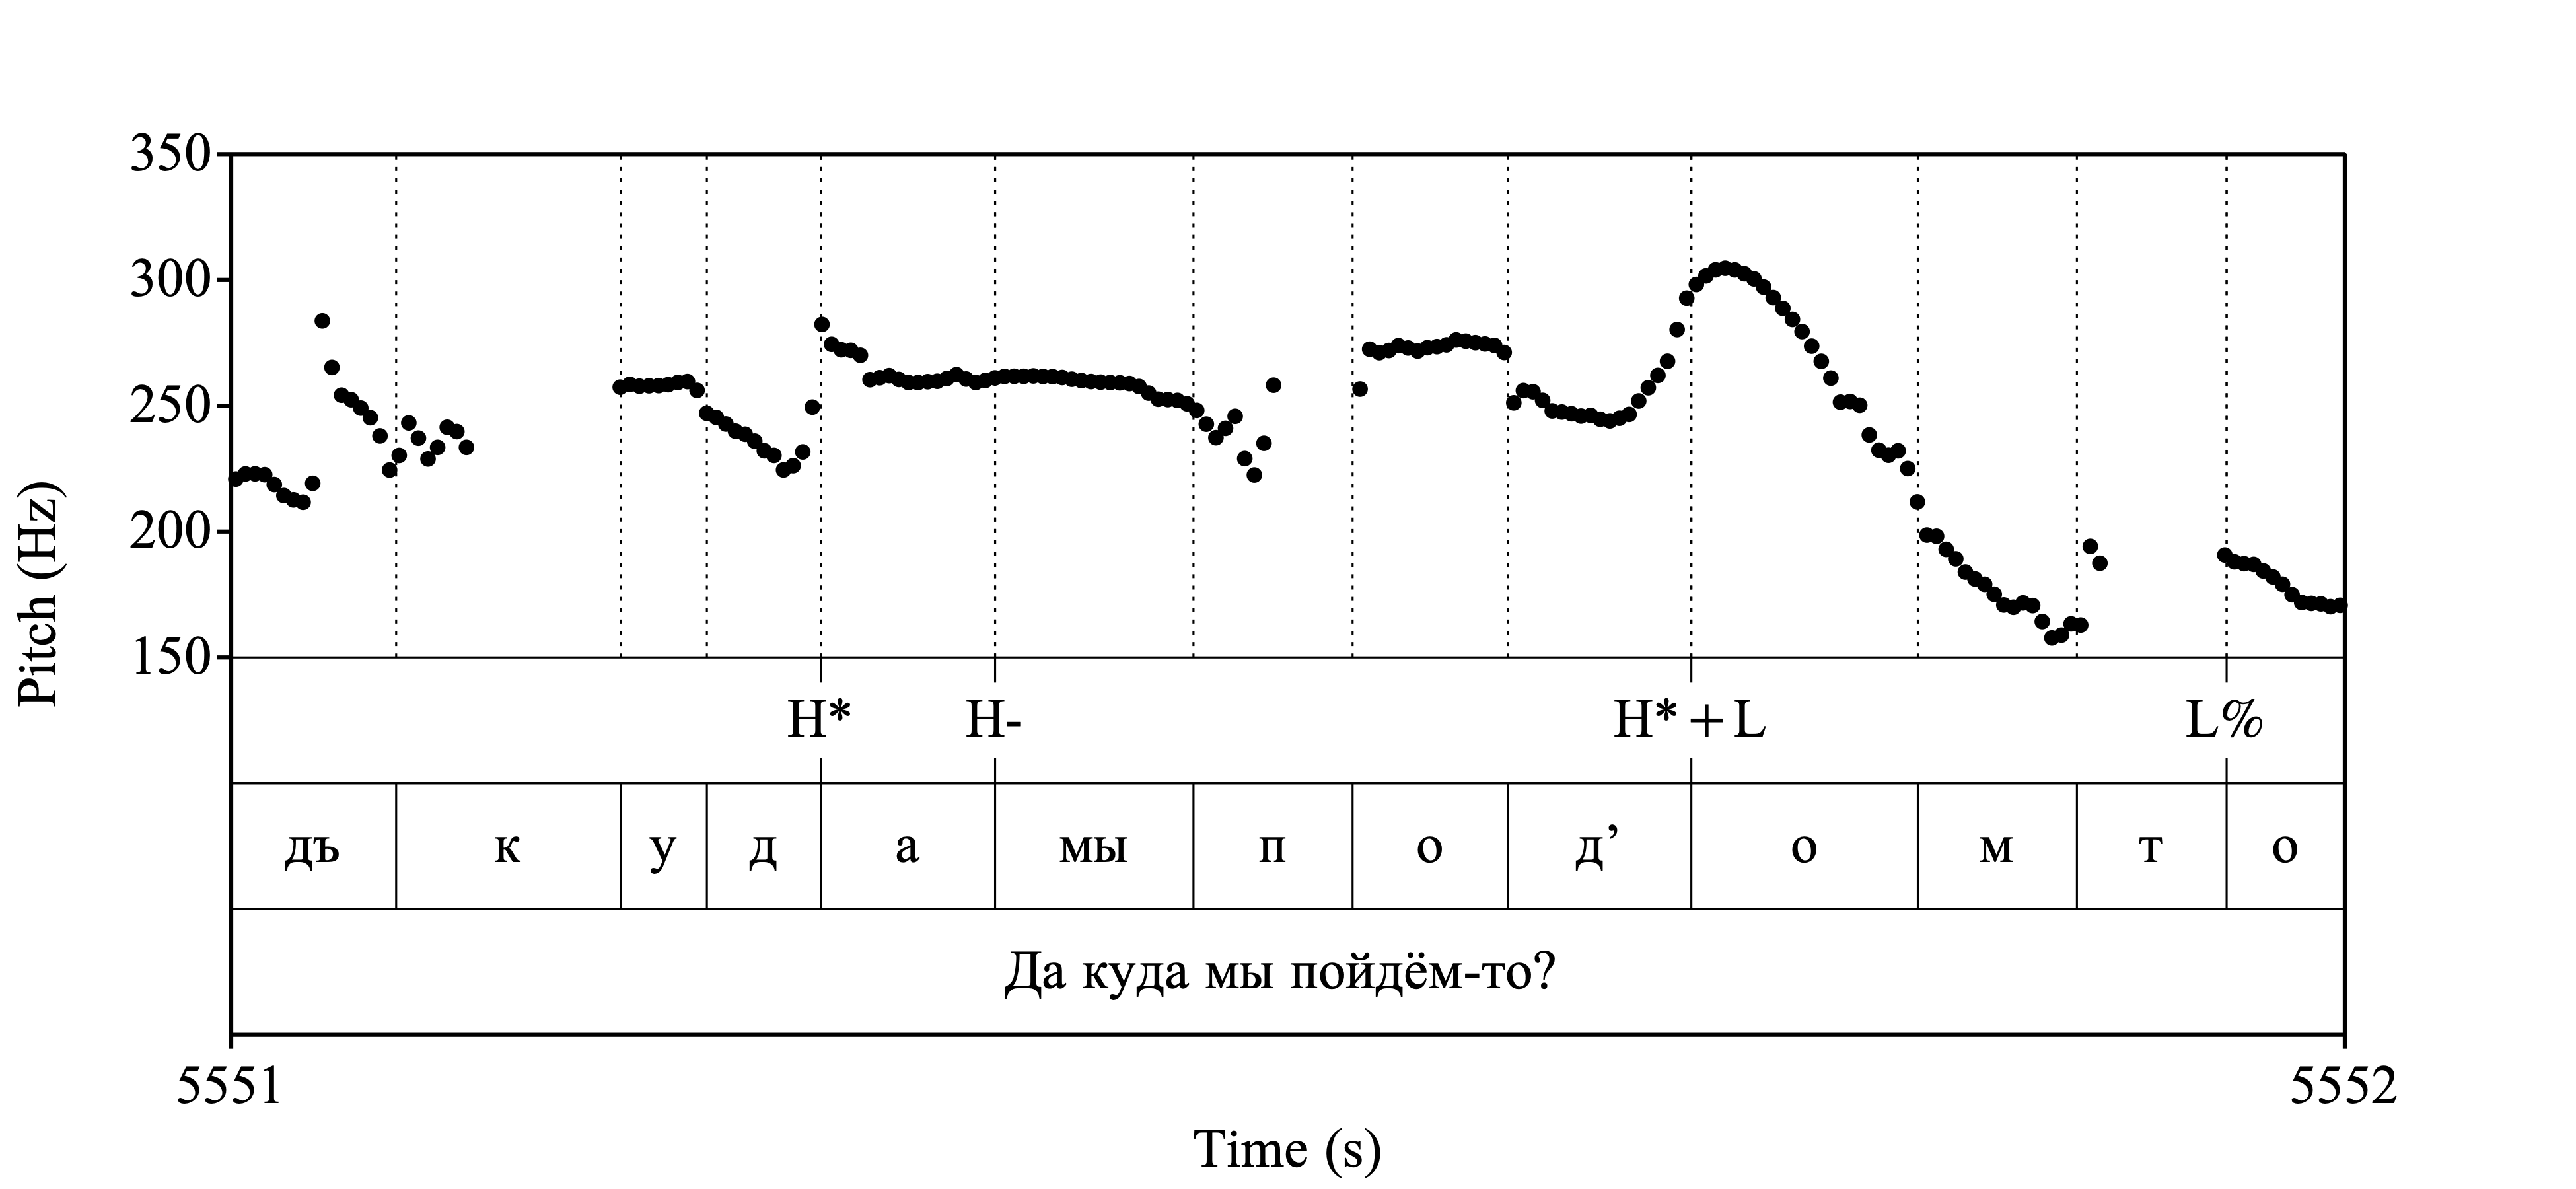 350
300
250
200
150
Pitch (Hz)
H* H- H* + L L%
дъ к у д а мы п о д’ о м т о
Да куда мы пойдём-то?
5551 5552
Time (s)